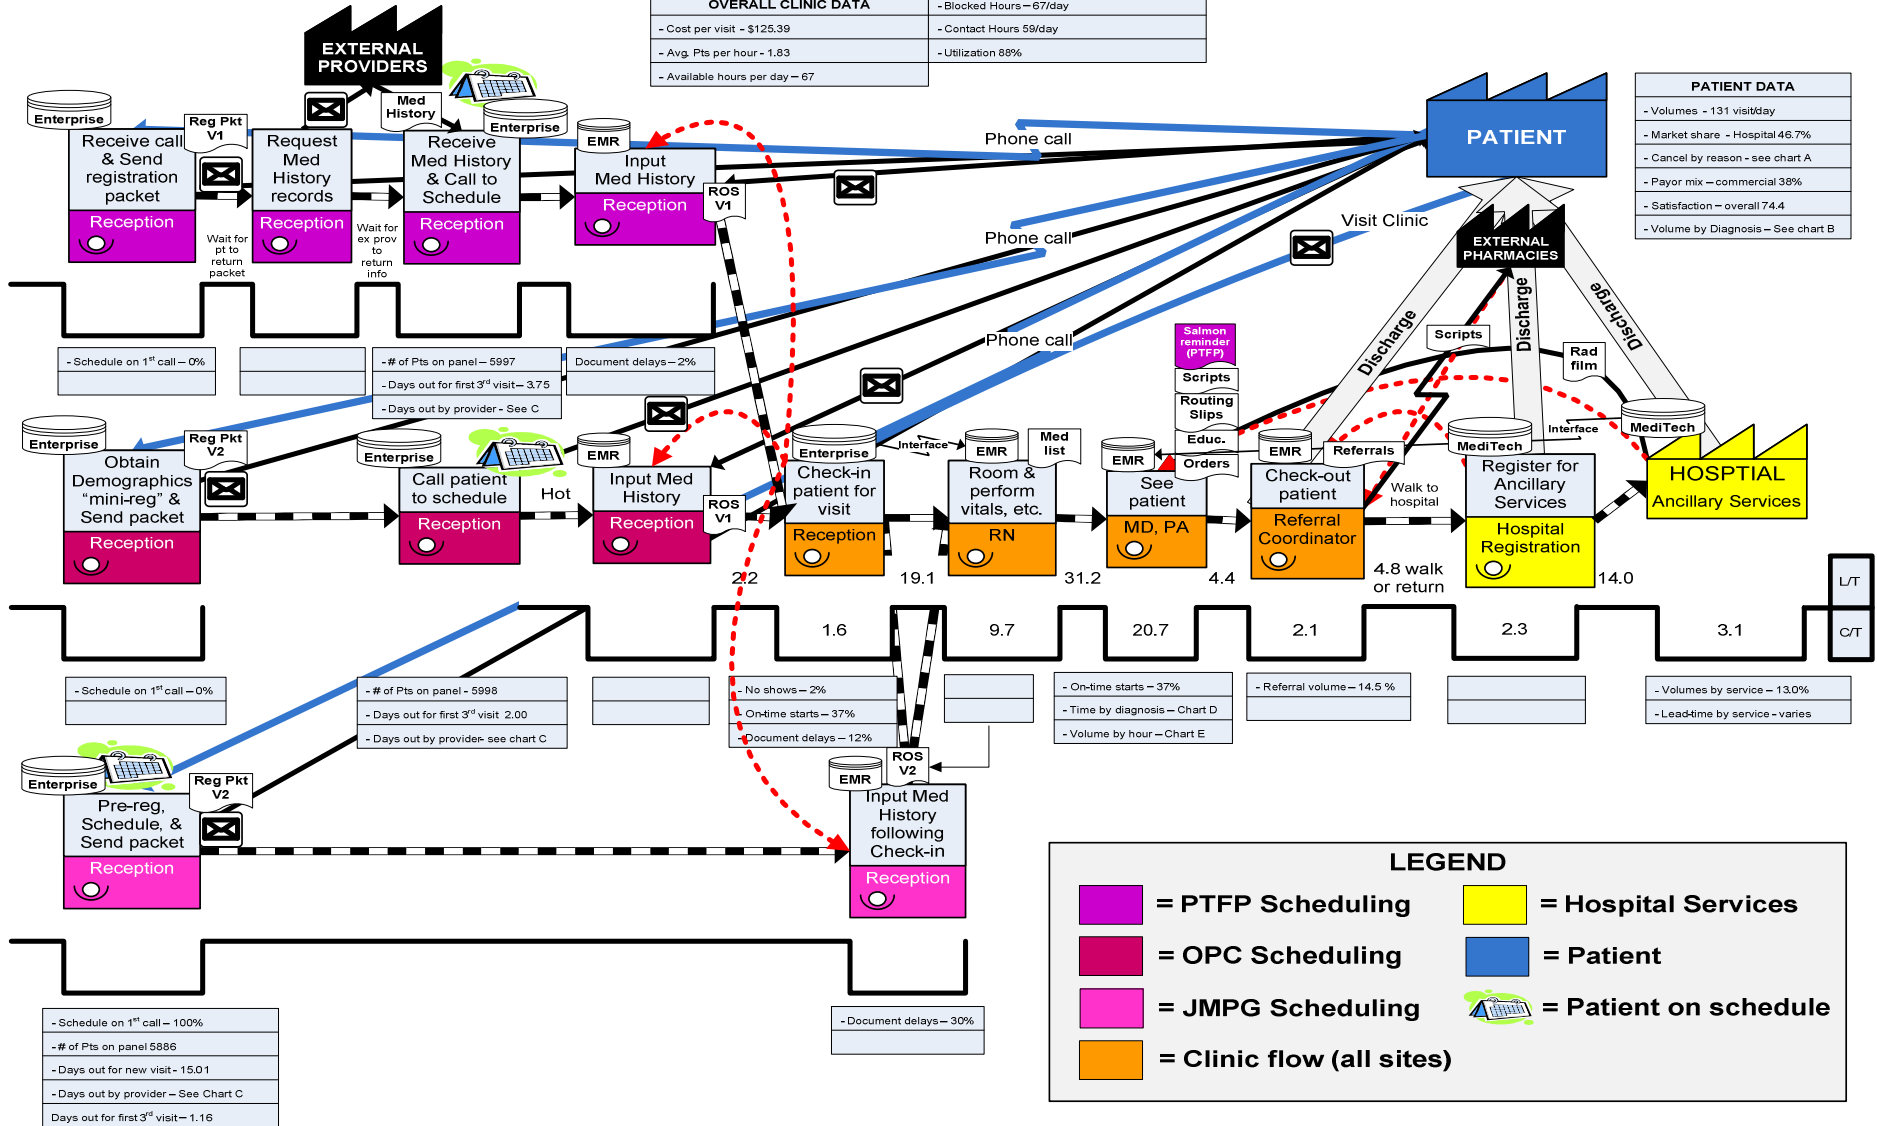 OVERALL CLINIC DATA
- Blocked Hours – 67/day
- Cost per visit - $125.39
- Contact Hours 59/day
- Avg. Pts per hour - 1.83
- Utilization 88%
- Available hours per day – 67
EXTERNAL
PROVIDERS
Enterprise
Reg Pkt
V1
Med
History
Enterprise
EMR
Receive call
& Send
registration
packet
Reception
Request
Med
History
records
Reception
Receive
Med History
& Call to
Schedule
Reception
Input
Med History
Reception
ROS
V1
Wait for
pt to
return
packet
Wait for
ex prov
to
return
info
Phone call
Phone call
Phone call
Visit Clinic
PATIENT
PATIENT DATA
- Volumes - 131 visit/day
- Market share - Hospital 46.7%
- Cancel by reason - see chart A
- Payor mix – commercial 38%
- Satisfaction – overall 74.4
- Volume by Diagnosis – See chart B
EXTERNAL
PHARMACIES
Discharge
Discharge
Discharge
Scripts
Rad
film
- Schedule on 1st call – 0%
- # of Pts on panel – 5997
- Days out for first 3rd visit – 3.75
- Days out by provider - See C
Document delays – 2%
Salmon
reminder
(PTFP)
Scripts
Routing
Slips
Educ.
Orders
Enterprise
Reg Pkt
V2
Enterprise
EMR
Enterprise
Interface
EMR
Med
list
EMR
EMR
Referrals
MediTech
Interface
MediTech
Obtain
Demographics
"mini-reg" &
Send packet
Reception
Call patient
to schedule
Reception
Hot
Input Med
History
Reception
ROS
V1
Check-in
patient for
visit
Reception
Room &
perform
vitals, etc.
RN
See
patient
MD, PA
Check-out
patient
Referral
Coordinator
Walk to
hospital
Register for
Ancillary
Services
Hospital
Registration
HOSPTIAL
Ancillary Services
2.2
19.1
31.2
4.4
4.8 walk
or return
14.0
L/T
1.6
9.7
20.7
2.1
2.3
3.1
C/T
- Schedule on 1st call – 0%
- # of Pts on panel - 5998
- Days out for first 3rd visit 2.00
- Days out by provider- see chart C
- No shows – 2%
- On-time starts – 37%
- Document delays – 12%
- On-time starts – 37%
- Time by diagnosis – Chart D
- Volume by hour – Chart E
- Referral volume – 14.5 %
- Volumes by service – 13.0%
- Lead-time by service - varies
Enterprise
Reg Pkt
V2
Pre-reg,
Schedule, &
Send packet
Reception
EMR
ROS
V2
Input Med
History
following
Check-in
Reception
- Schedule on 1st call – 100%
- # of Pts on panel 5886
- Days out for new visit - 15.01
- Days out by provider – See Chart C
Days out for first 3rd visit – 1.16
- Document delays – 30%
LEGEND
= PTFP Scheduling
= Hospital Services
= OPC Scheduling
= Patient
= JMPG Scheduling
= Patient on schedule
= Clinic flow (all sites)